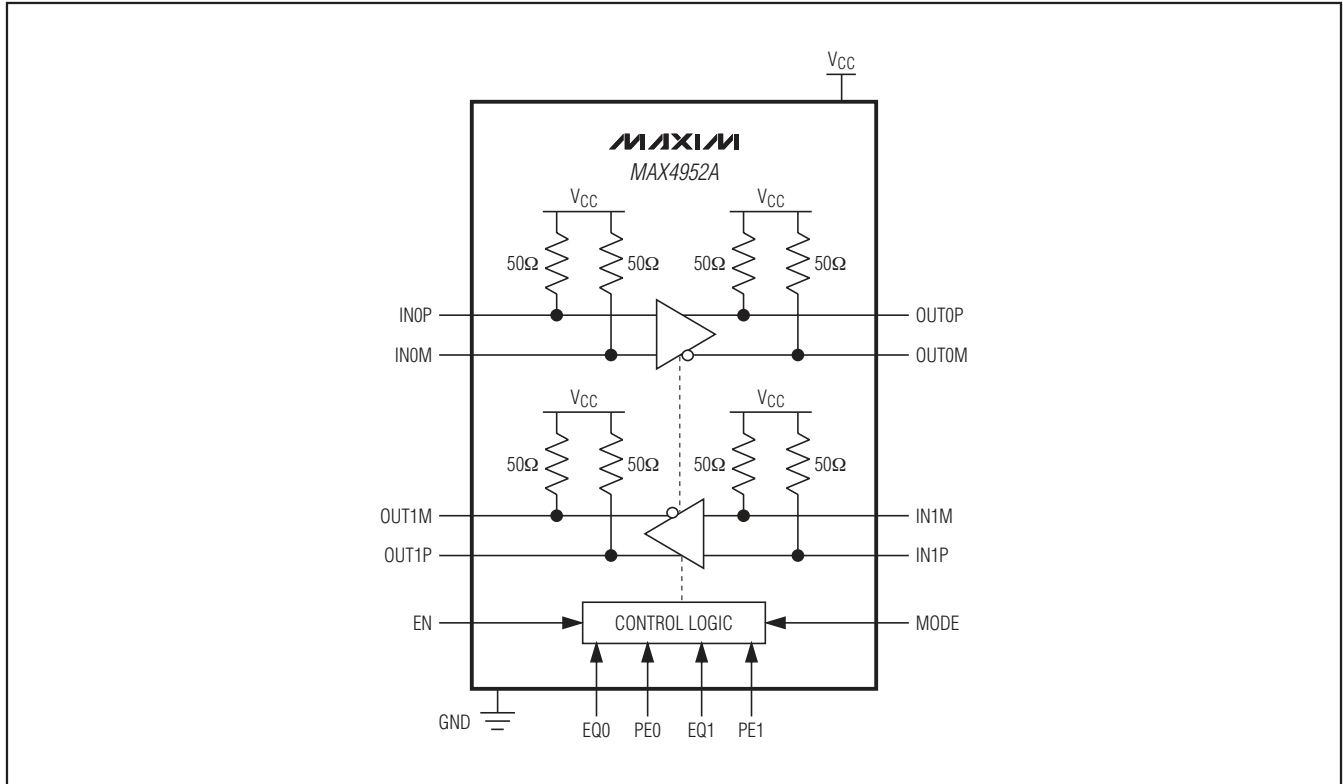 VCC
MAXIM
MAX4952A
VCC VCC
50Ω 50Ω 50Ω 50Ω
IN0P OUT0P
IN0M OUT0M
VCC VCC
50Ω 50Ω 50Ω 50Ω
OUT1M IN1M
OUT1P IN1P
EN CONTROL LOGIC MODE
GND
EQ0 PE0 EQ1 PE1